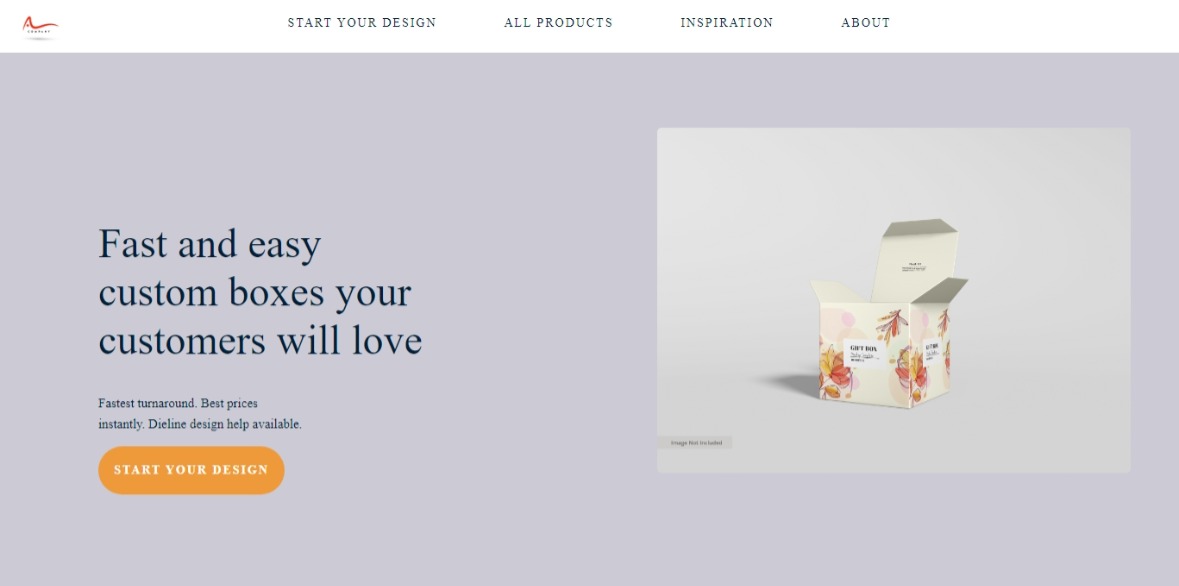 COMPANY
START YOUR DESIGN
ALL PRODUCTS
INSPIRATION
ABOUT
Fast and easy
custom boxes your
customers will love
Fastest turnaround. Best prices
instantly. Dieline design help available.
START YOUR DESIGN
GIFT BOX
Image Not Included